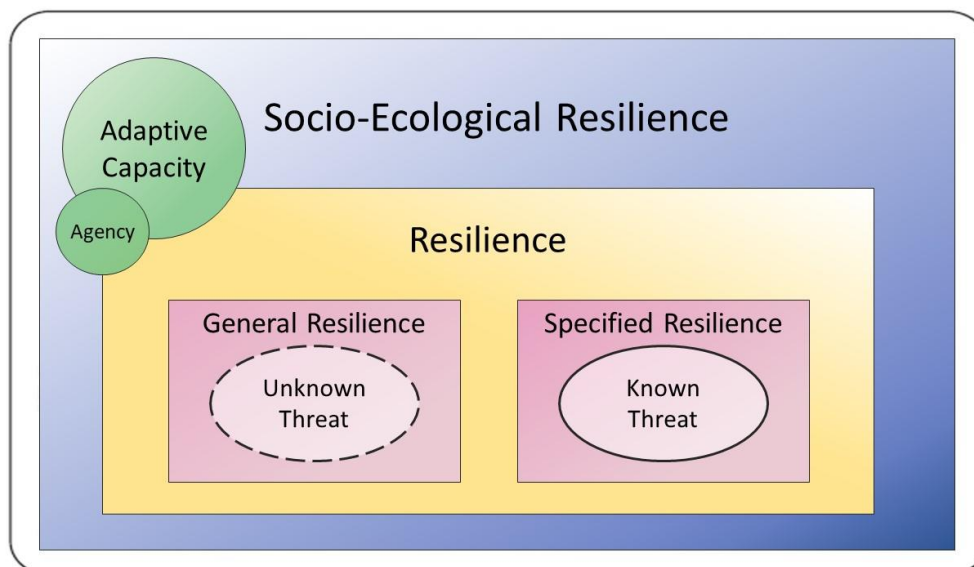 Adaptive
Capacity
Socio-Ecological Resilience
Agency
Resilience
General Resilience
Unknown
Threat
Specified Resilience
Known
Threat